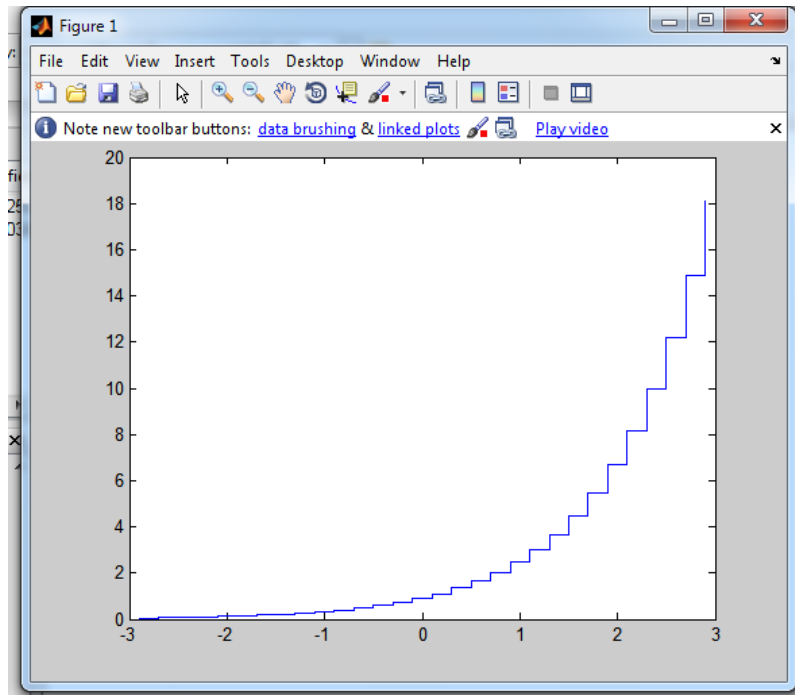 Figure 1
File Edit View Insert Tools Desktop Window Help
Note new toolbar buttons: data brushing & linked plots Play video
20
18
16
14
12
10
8
6
4
2
0
-3 -2 -1 0 1 2 3